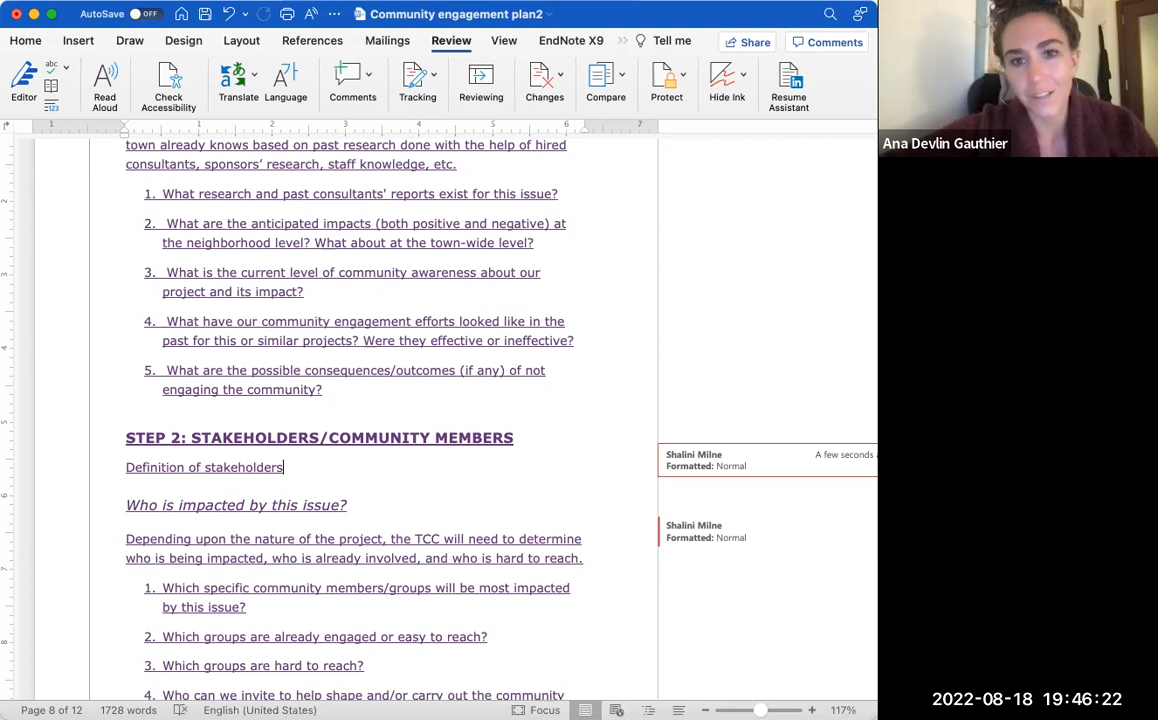 AutoSave OFF Community engagement plan2
Home Insert Draw Design Layout References Mailings Review View EndNote X9 Tell me Share Comments
abc
123
Editor Read Aloud Check Accessibility Translate Language Comments Tracking Reviewing Changes Compare Protect Hide Ink Resume Assistant
1 1 2 3 4 5 6 7
Ana Devlin Gauthier
town already knows based on past research done with the help of hired
consultants, sponsors' research, staff knowledge, etc.
1. What research and past consultants' reports exist for this issue?
2. What are the anticipated impacts (both positive and negative) at
the neighborhood level? What about at the town-wide level?
3. What is the current level of community awareness about our
project and its impact?
4. What have our community engagement efforts looked like in the
past for this or similar projects? Were they effective or ineffective?
5. What are the possible consequences/outcomes (if any) of not
engaging the community?
STEP 2: STAKEHOLDERS/COMMUNITY MEMBERS
Definition of stakeholders
Shalini Milne A few seconds a
Formatted: Normal
Who is impacted by this issue?
Shalini Milne
Formatted: Normal
Depending upon the nature of the project, the TCC will need to determine
who is being impacted, who is already involved, and who is hard to reach.
1. Which specific community members/groups will be most impacted
by this issue?
2. Which groups are already engaged or easy to reach?
3. Which groups are hard to reach?
4. Who can we invite to help shape and/or carry out the community
Page 8 of 12 1728 words English (United States) Focus 117%
2022-08-18 19:46:22